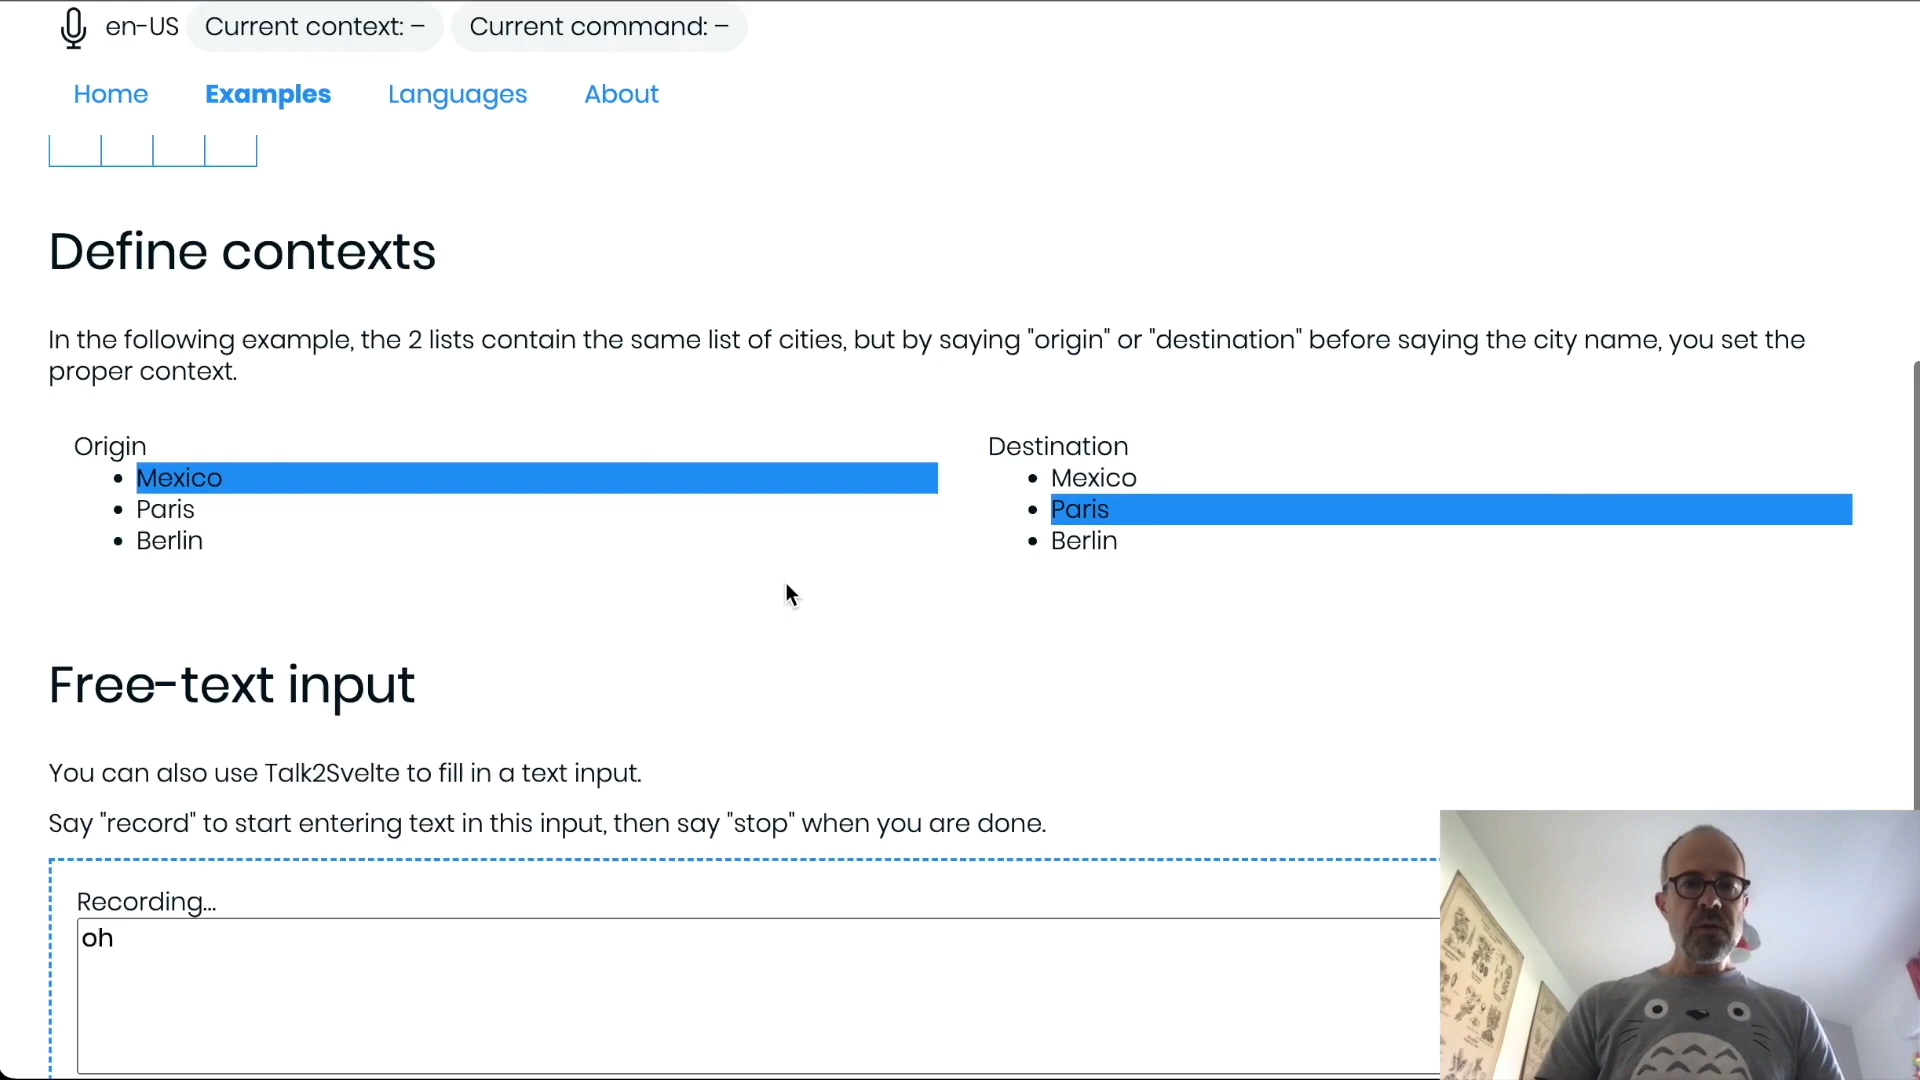 en-US Current context: – Current command: –
Home Examples Languages About
Define contexts
In the following example, the 2 lists contain the same list of cities, but by saying "origin" or "destination" before saying the city name, you set the
proper context.
Origin
Mexico
Paris
Berlin
Destination
Mexico
Paris
Berlin
Free-text input
You can also use Talk2Svelte to fill in a text input.
Say "record" to start entering text in this input, then say "stop" when you are done.
Recording...
oh